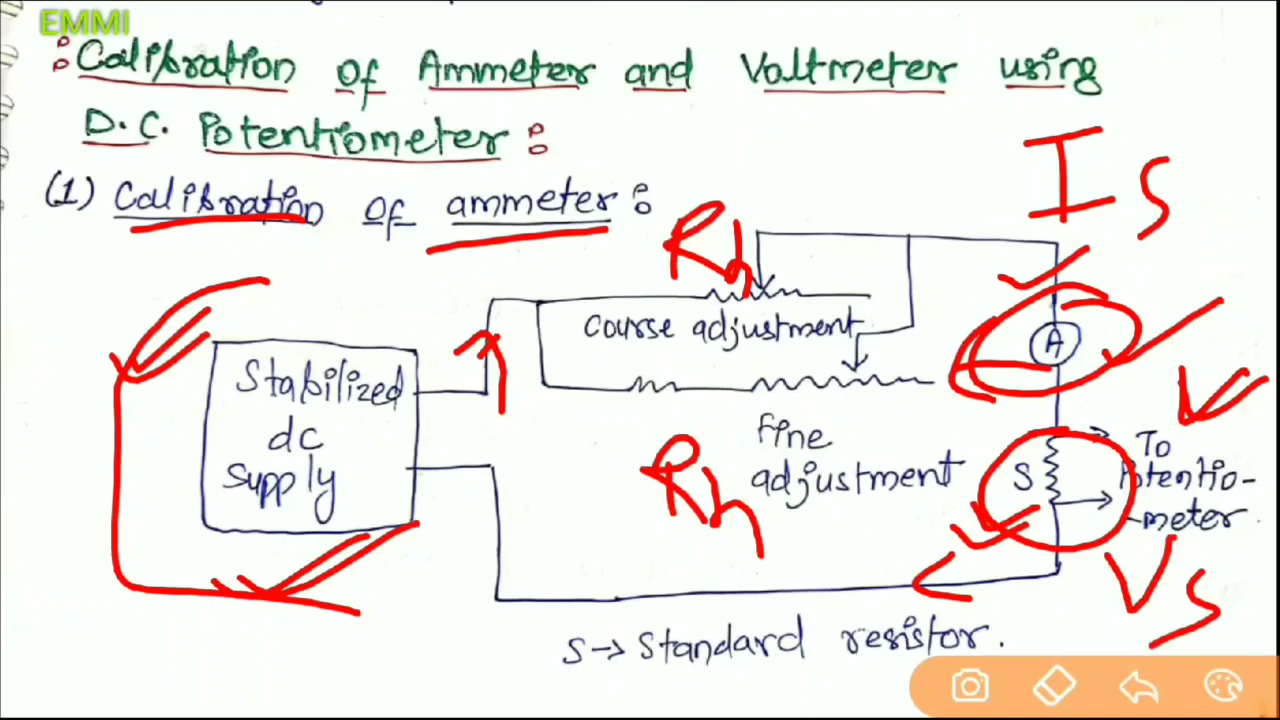 EMMI
: Calibration of Ammeter and Voltmeter using
D.C. Potentiometer :
(1) Calibration of ammeter :
Is
Rh
Course adjustment
A
Stabilized
dc
supply
fine
adjustment
Rh
S
To
Potentio-
-meter
Vs
S → Standard resistor.